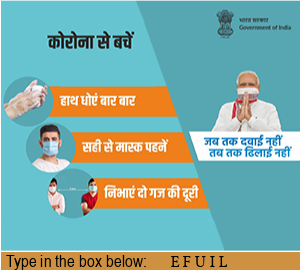 भारत सरकार
Government of India
कोरोना से बचें
हाथ धोएं बार बार
सही से मास्क पहनें
निभाएं दो गज की दूरी
जब तक दवाई नहीं
तब तक ढिलाई नहीं
Type in the box below: EFUIL